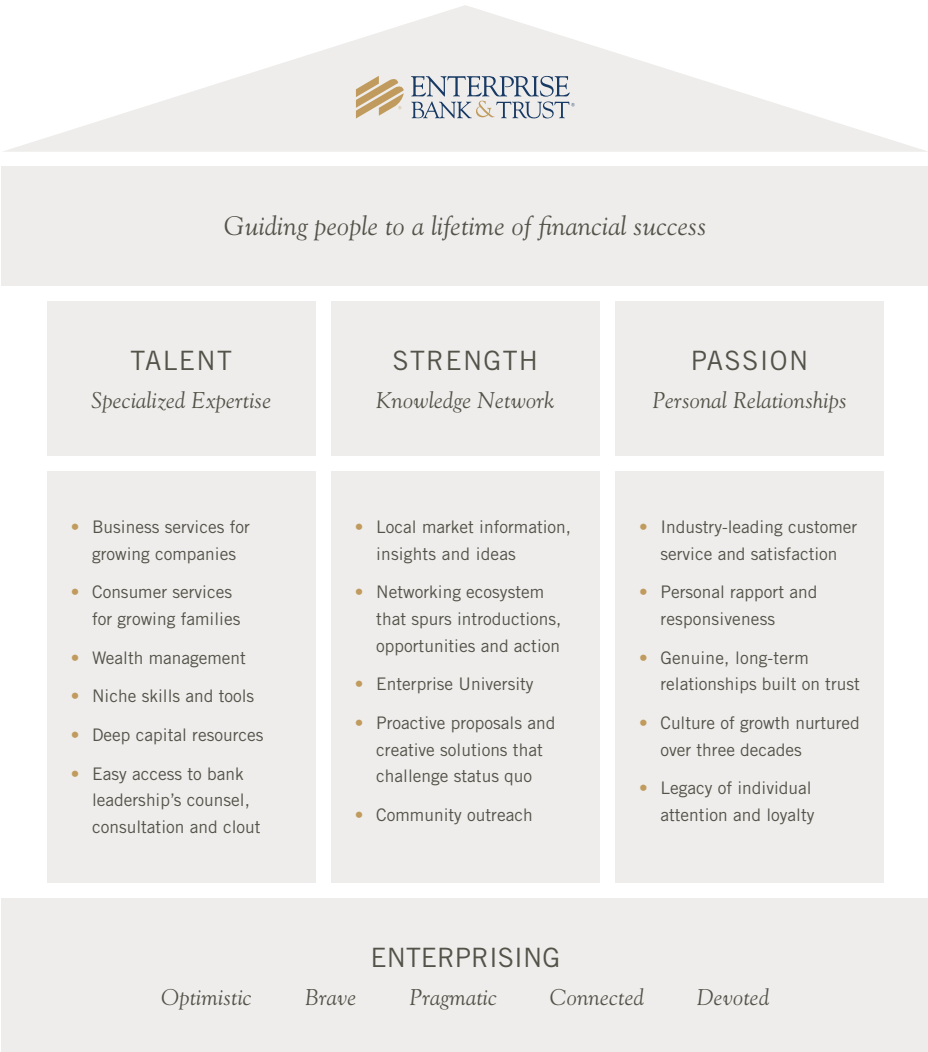 ENTERPRISE
BANK & TRUST®
Guiding people to a lifetime of financial success
TALENT
Specialized Expertise
• Business services for
growing companies
• Consumer services
for growing families
• Wealth management
• Niche skills and tools
• Deep capital resources
• Easy access to bank
leadership’s counsel,
consultation and clout
STRENGTH
Knowledge Network
• Local market information,
insights and ideas
• Networking ecosystem
that spurs introductions,
opportunities and action
• Enterprise University
• Proactive proposals and
creative solutions that
challenge status quo
• Community outreach
PASSION
Personal Relationships
• Industry-leading customer
service and satisfaction
• Personal rapport and
responsiveness
• Genuine, long-term
relationships built on trust
• Culture of growth nurtured
over three decades
• Legacy of individual
attention and loyalty
ENTERPRISING
Optimistic Brave Pragmatic Connected Devoted